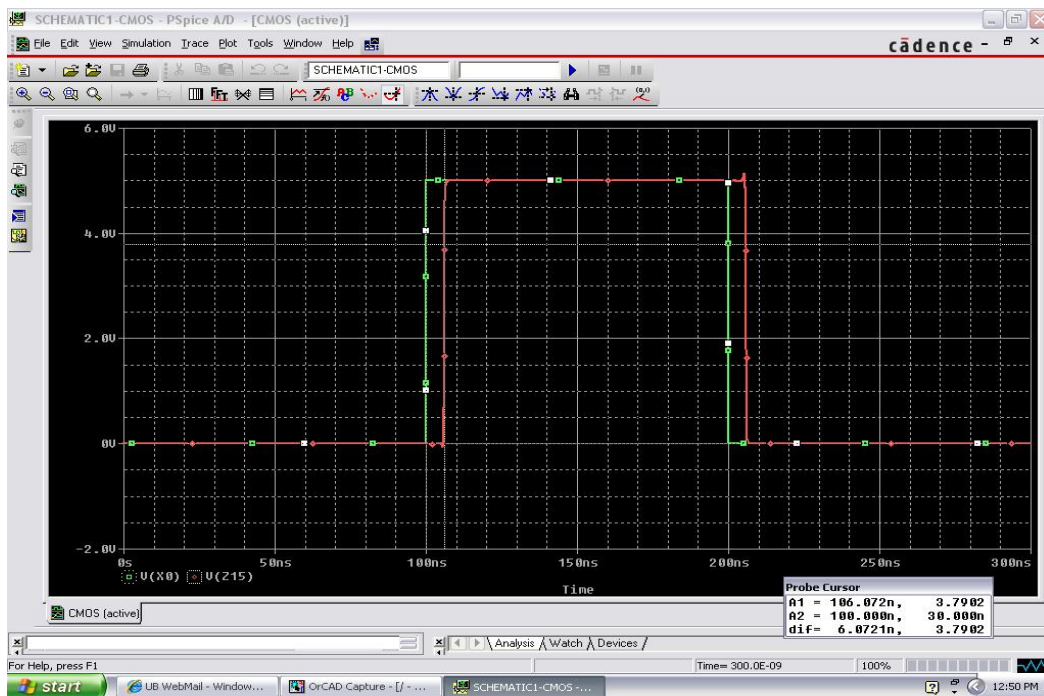 SCHEMATIC1-CMOS - PSpice A/D - [CMOS (active)]
File Edit View Simulation Trace Plot Tools Window Help
cādence
SCHEMATIC1-CMOS
6.0V
4.0V
2.0V
0V
-2.0V
0s 50ns 100ns 150ns 200ns 250ns 300ns
V(X0) V(Z15)
Time
Probe Cursor
A1 = 106.072n, 3.7902
A2 = 100.000n, 30.000n
dif= 6.0721n, 3.7902
CMOS (active)
Analysis Watch Devices
For Help, press F1
Time= 300.0E-09 100%
start UB WebMail - Window... OrCAD Capture - [/ - ... SCHEMATIC1-CMOS -... 12:50 PM